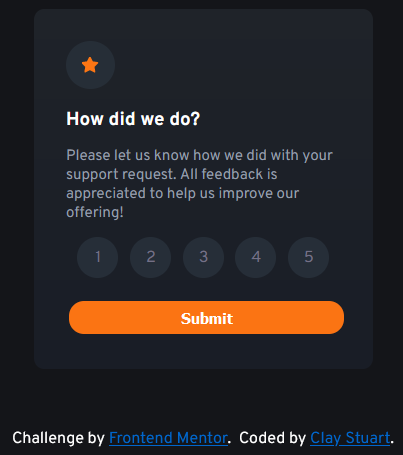 How did we do?
Please let us know how we did with your
support request. All feedback is
appreciated to help us improve our
offering!
1 2 3 4 5
Submit
Challenge by Frontend Mentor. Coded by Clay Stuart.